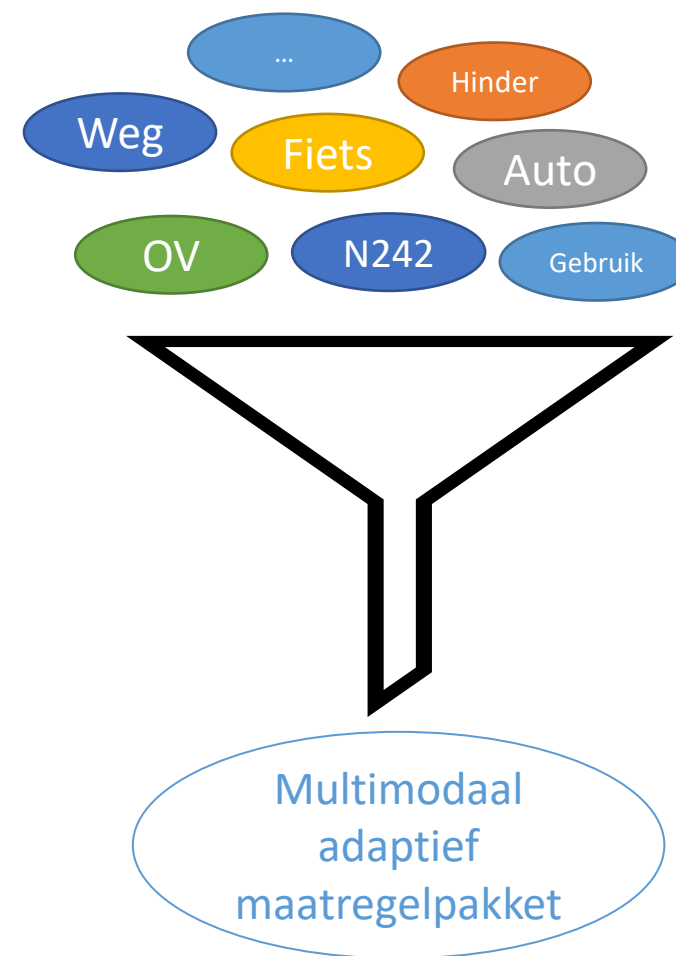 ...
Hinder
Weg
Fiets
Auto
OV
N242
Gebruik
Multimodaal
adaptief
maatregelpakket